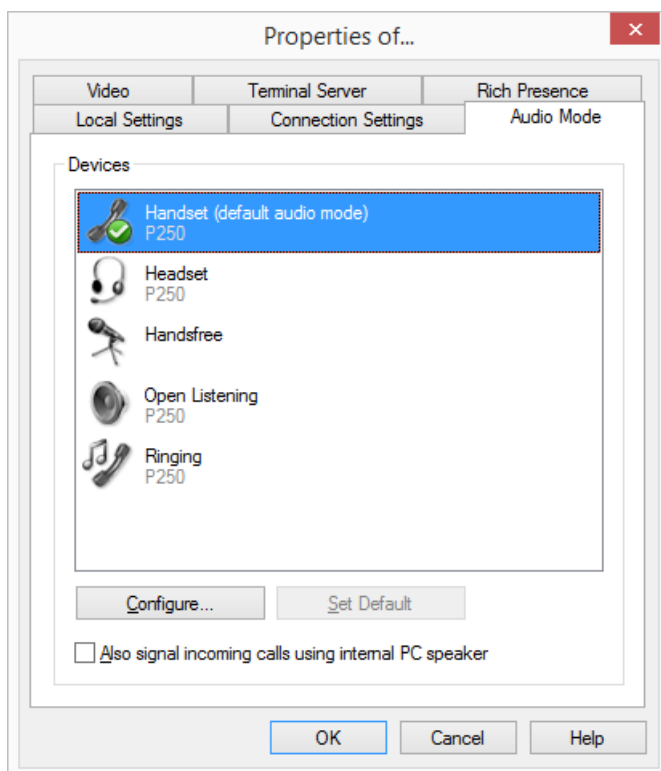 Properties of...
Video
Terminal Server
Rich Presence
Local Settings
Connection Settings
Audio Mode
Devices
Handset (default audio mode)
P250
Headset
P250
Handsfree
Open Listening
P250
Ringing
P250
Configure...
Set Default
Also signal incoming calls using internal PC speaker
OK
Cancel
Help